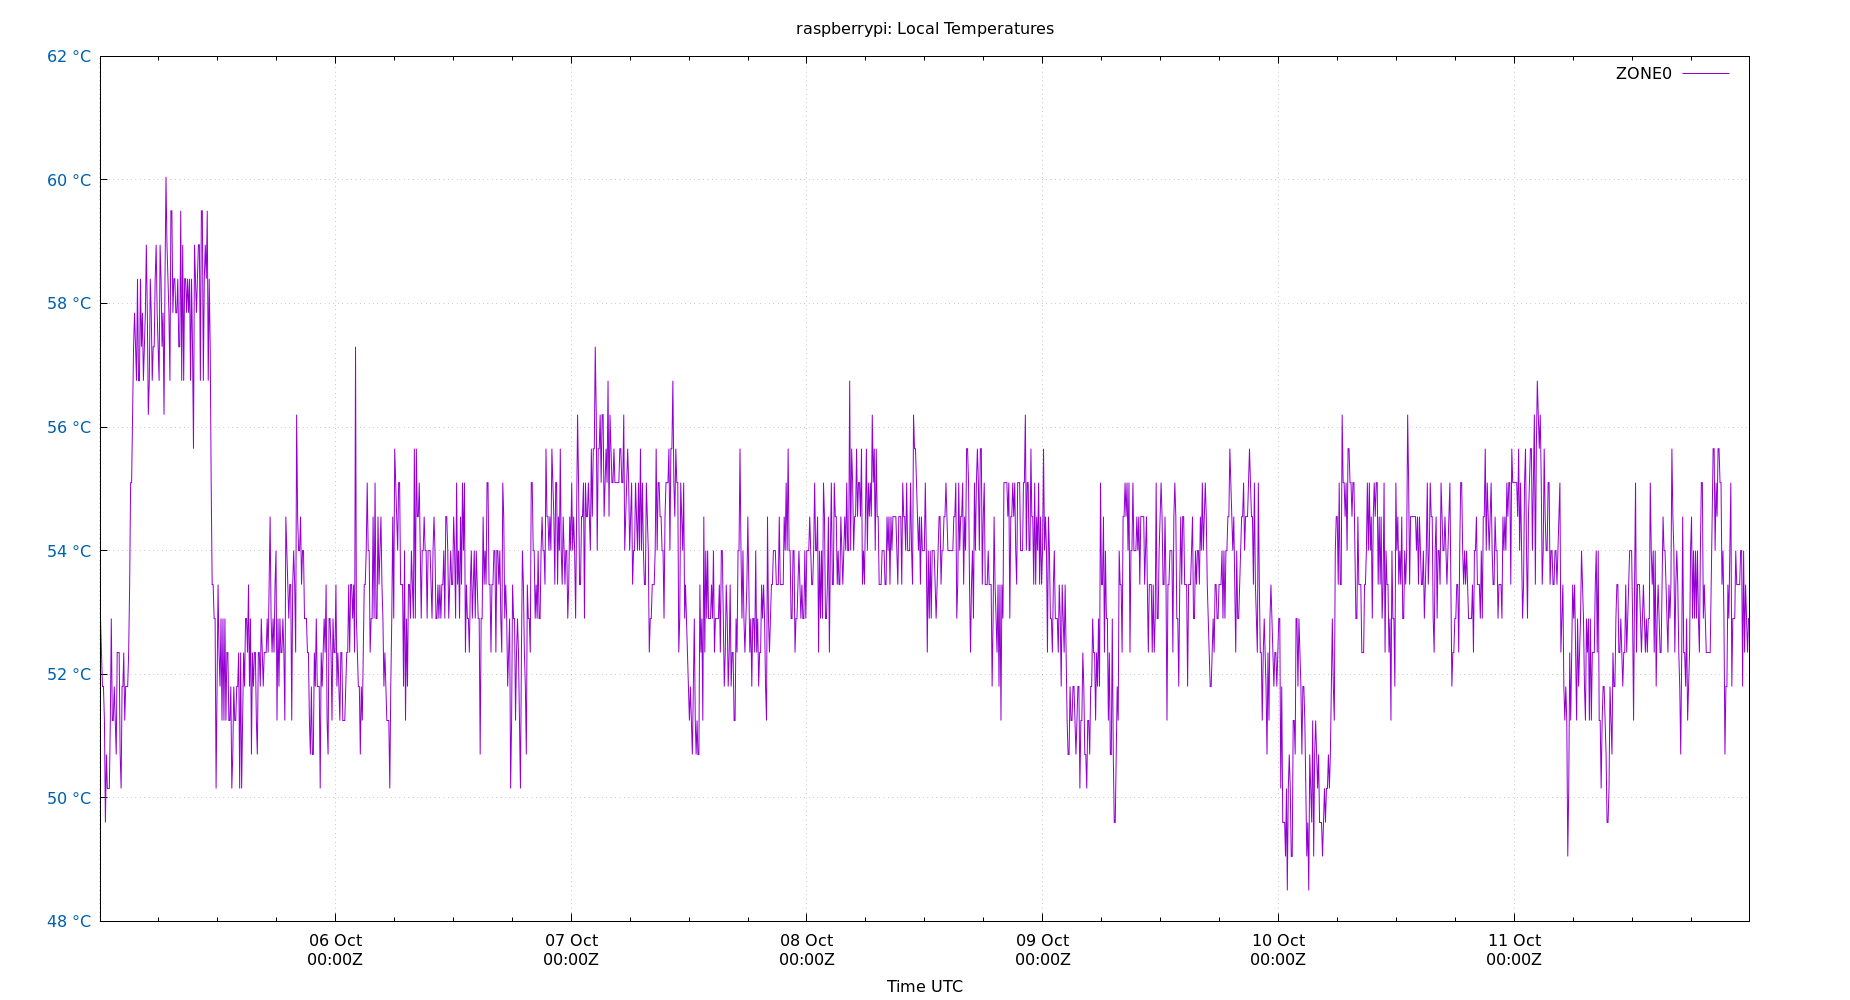 raspberrypi: Local Temperatures
62 °C
ZONE0
60 °C
58 °C
56 °C
54 °C
52 °C
50 °C
48 °C
06 Oct 07 Oct 08 Oct 09 Oct 10 Oct 11 Oct
00:00Z 00:00Z 00:00Z 00:00Z 00:00Z 00:00Z
Time UTC